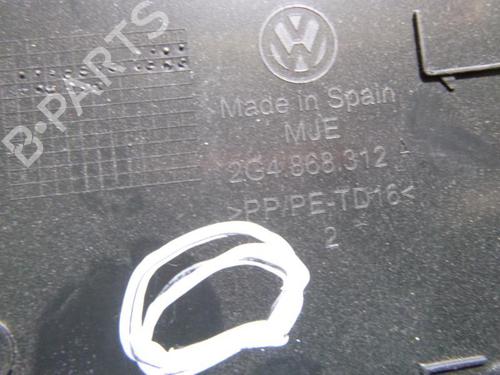 B-PARTS
Made in Spain
MJE
2G4.868.312
>PP/PE-TD16<
2